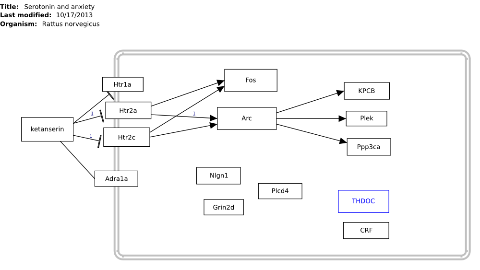 Title: Serotonin and anxiety
Last modified: 10/17/2013
Organism: Rattus norvegicus
Htr1a
Fos
KPCB
Htr2a
Arc
Plek
ketanserin
Htr2c
Ppp3ca
Adra1a
Nlgn1
Plcd4
THDOC
Grin2d
CRF